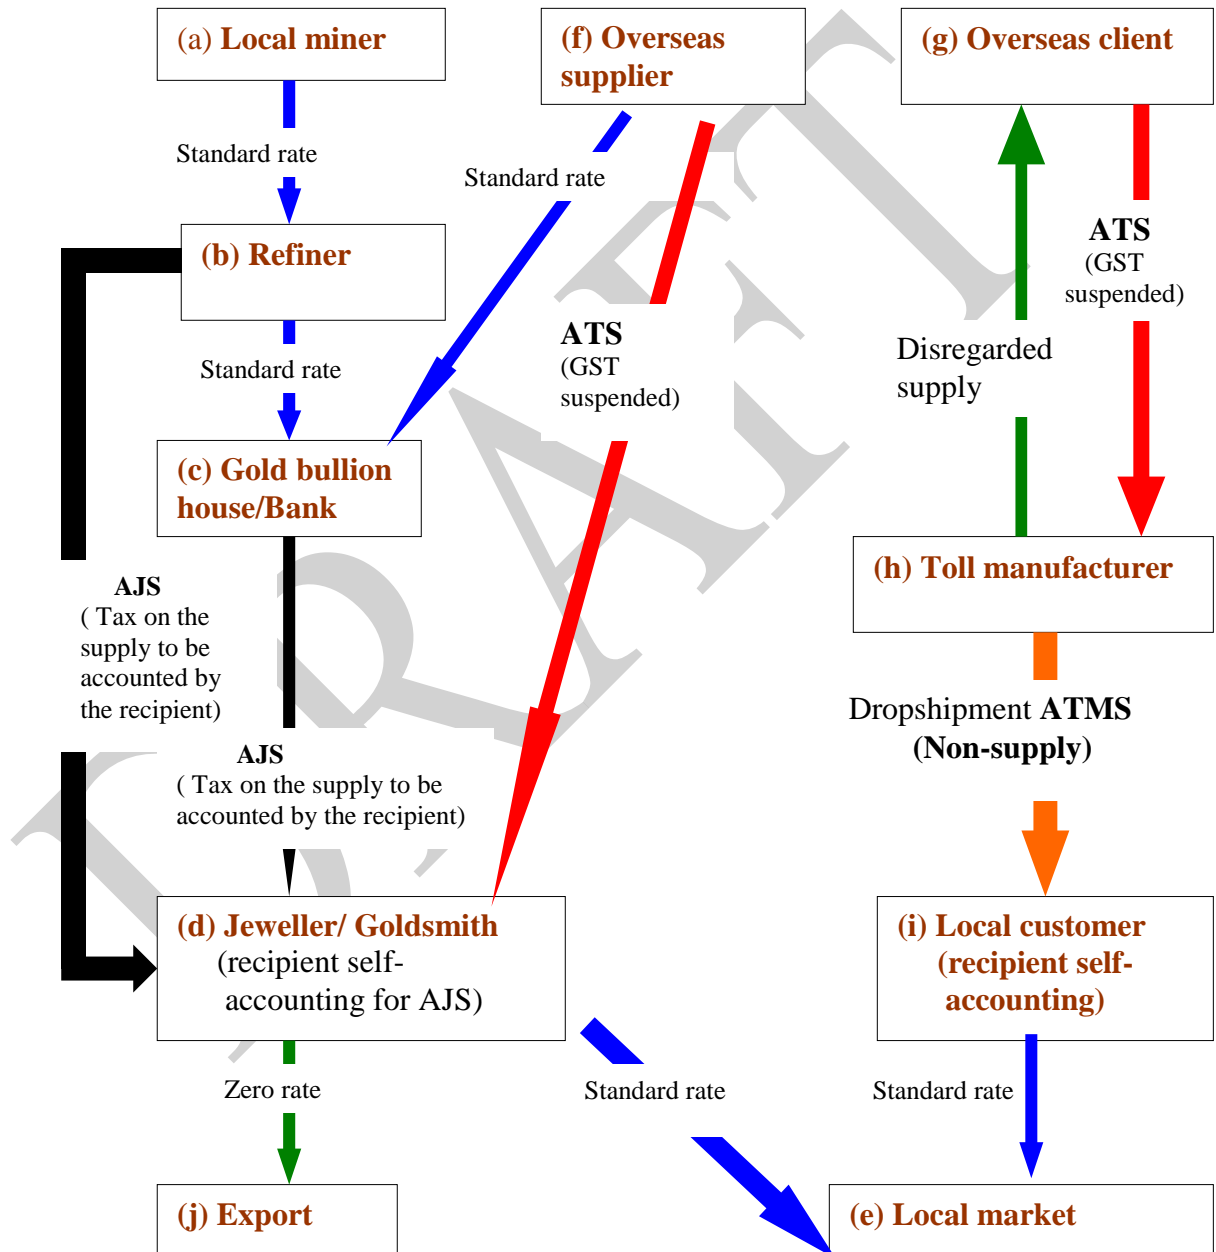 (a) Local miner
(f) Overseas
supplier
(g) Overseas client
Standard rate
Standard rate
ATS
(GST
suspended)
(b) Refiner
ATS
(GST
suspended)
Disregarded
supply
Standard rate
(c) Gold bullion
house/Bank
(h) Toll manufacturer
AJS
( Tax on the
supply to be
accounted by
the recipient)
Dropshipment ATMS
(Non-supply)
AJS
( Tax on the supply to be
accounted by the recipient)
(d) Jeweller/ Goldsmith
(recipient self-
accounting for AJS)
(i) Local customer
(recipient self-
accounting)
Zero rate
Standard rate
Standard rate
(j) Export
(e) Local market
DRAFT